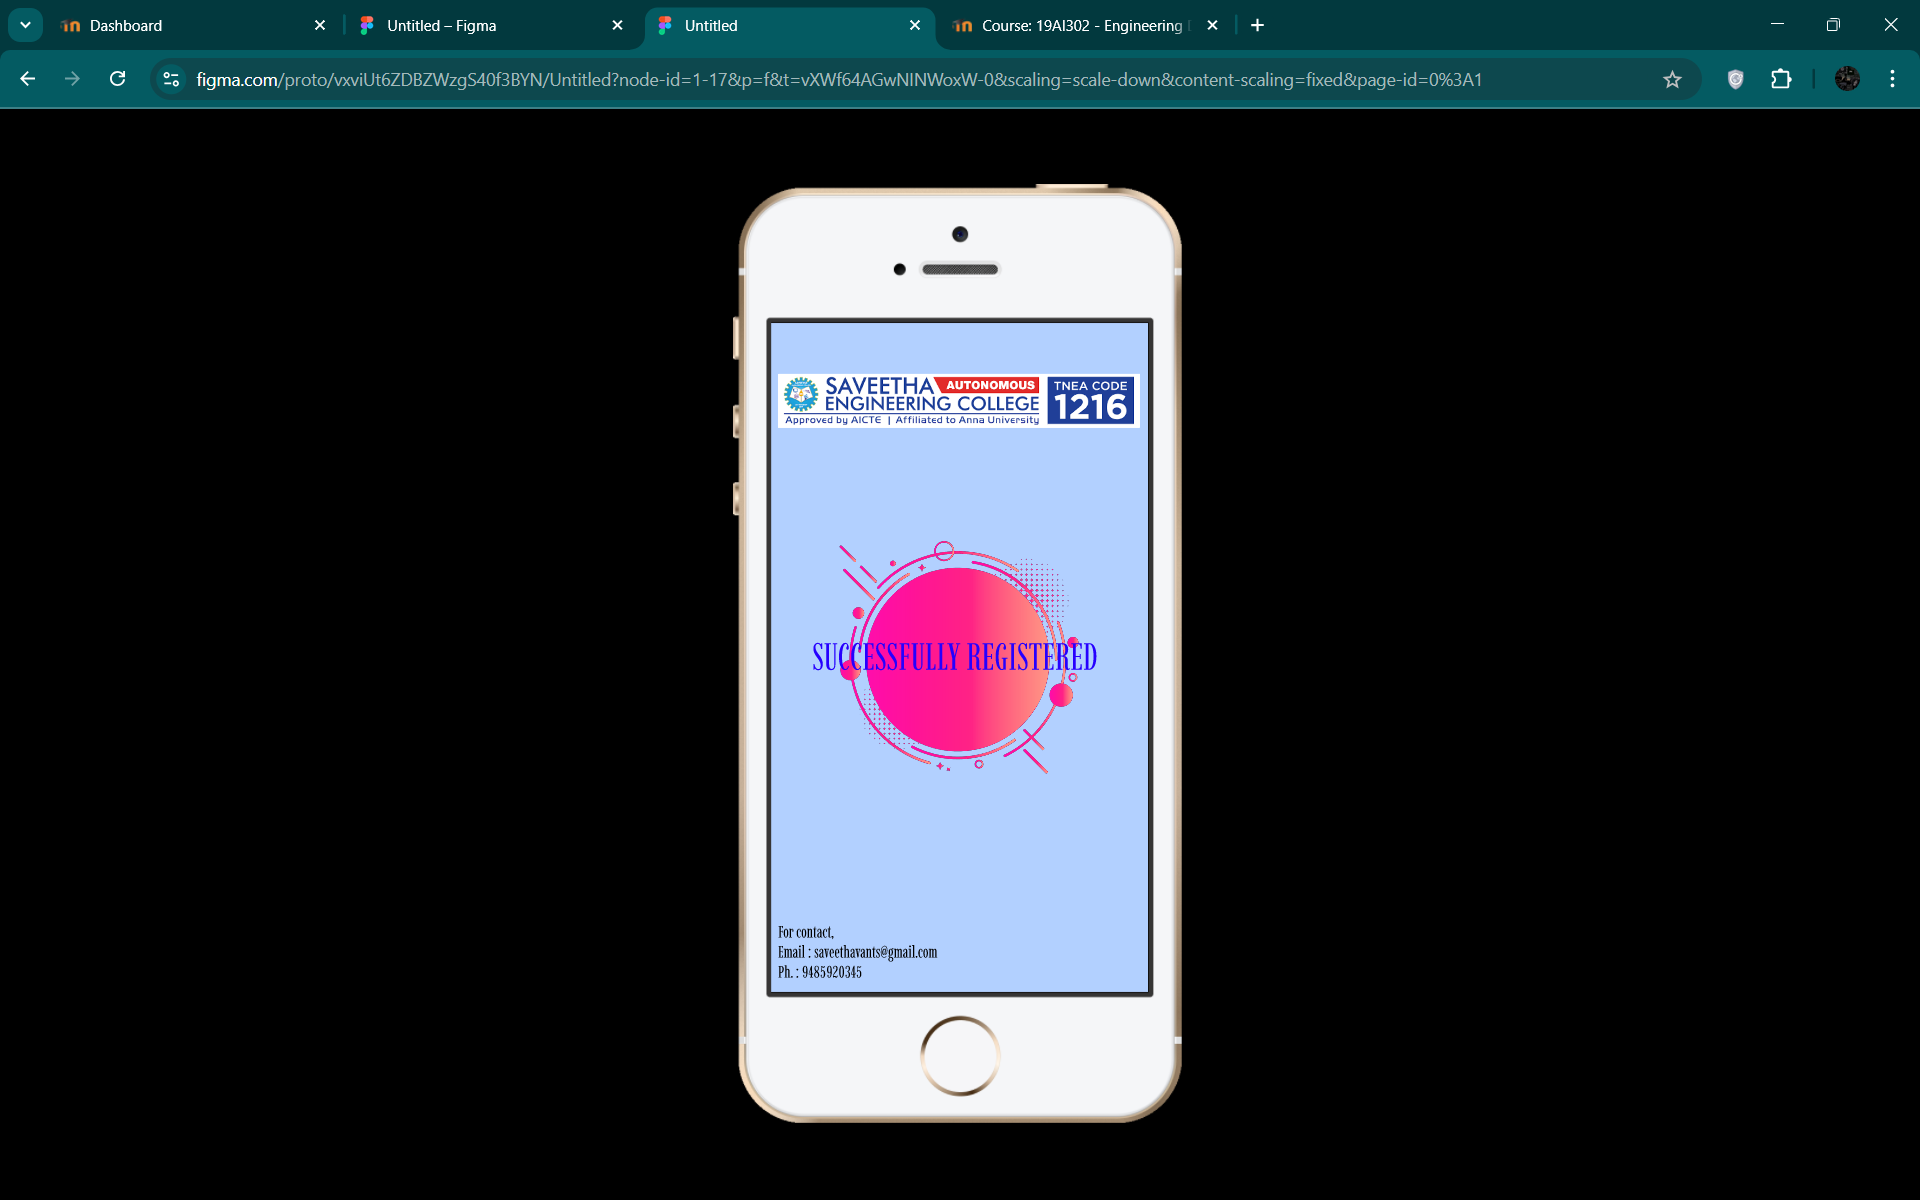 Dashboard
Untitled – Figma
Untitled
Course: 19AI302 - Engineering
figma.com/proto/vxviUt6ZDBZWzgS40f3BYN/Untitled?node-id=1-17&p=f&t=vXWf64AGwNINWoxW-0&scaling=scale-down&content-scaling=fixed&page-id=0%3A1
SAVEETHA AUTONOMOUS
ENGINEERING COLLEGE
Approved by AICTE | Affiliated to Anna University
TNEA CODE
1216
SUCCESSFULLY REGISTERED
For contact,
Email : saveethavants@gmail.com
Ph. : 9485920345